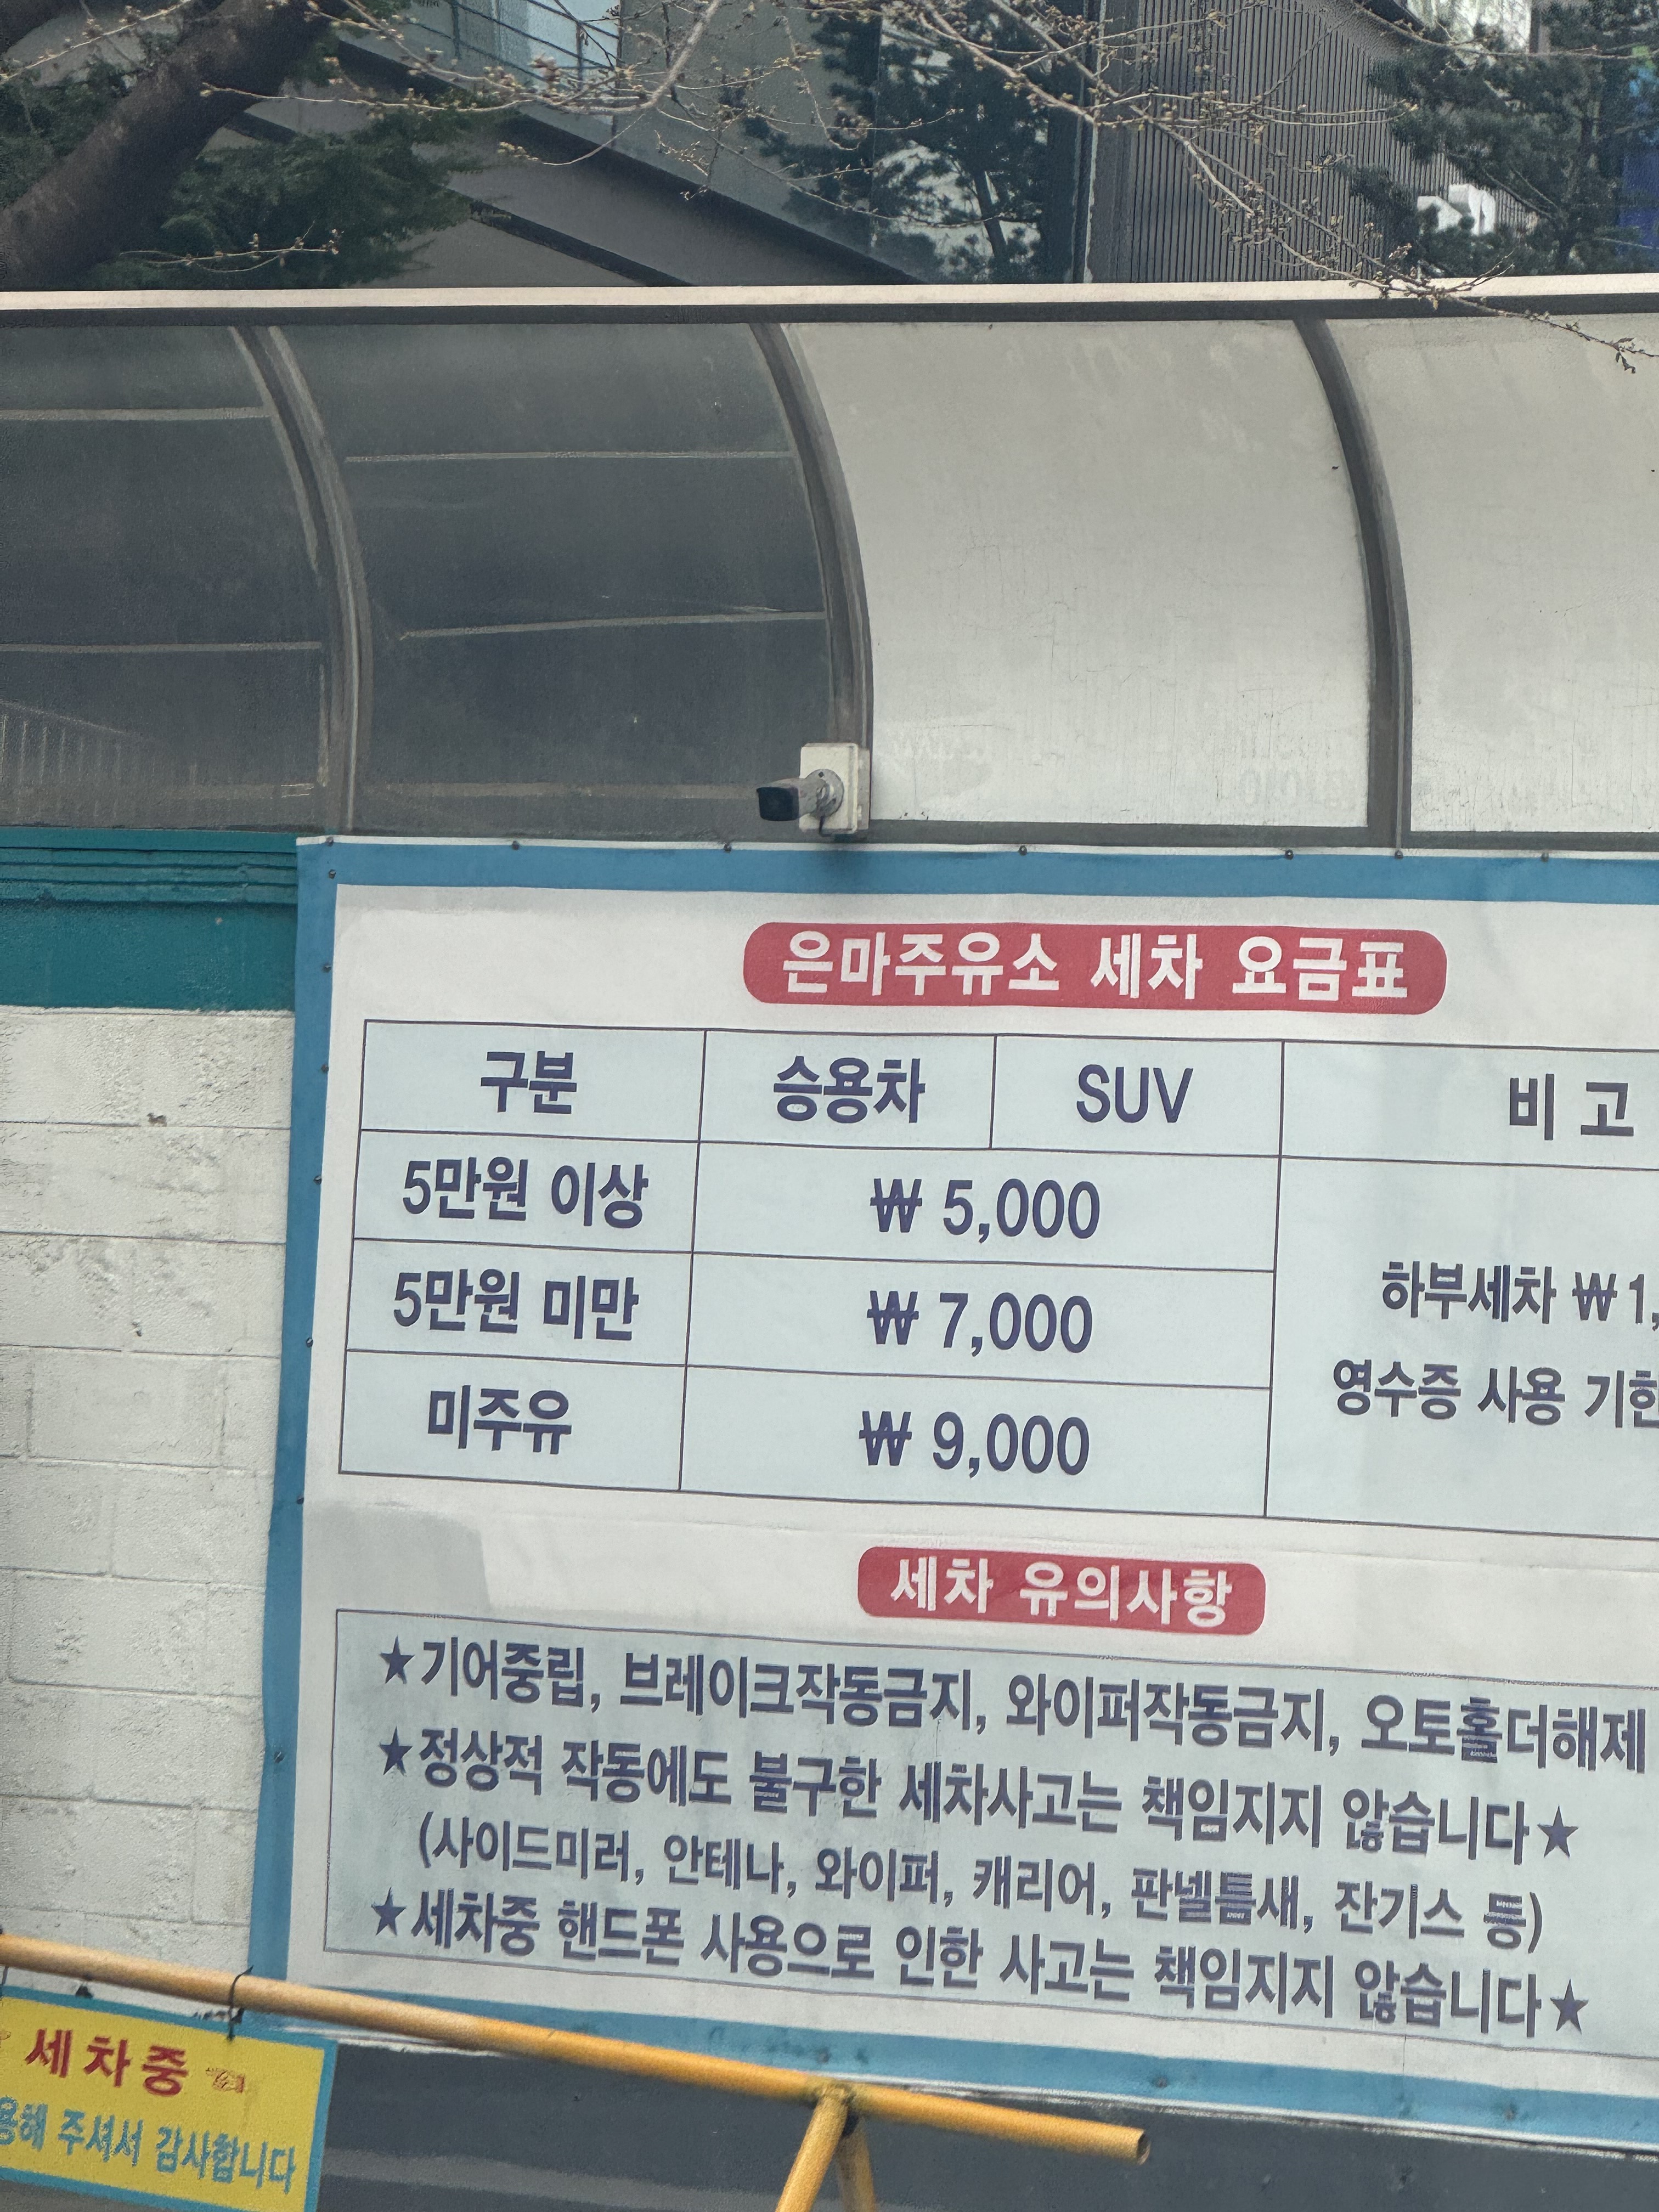 은마주유소 세차 요금표
구분 승용차 SUV 비고
5만원 이상 ₩ 5,000
5만원 미만 ₩ 7,000
하부세차 ₩1,
미주유 ₩ 9,000
영수증 사용
세차 유의사항
★기어중립, 브레이크작동금지, 와이퍼작동금지, 오토홀더해제
★정상적 작동에도 불구한 세차사고는 책임지지 않습니다★
(사이드미러, 안테나, 와이퍼, 캐리어, 판넬틈새, 잔기스 등)
★세차중 핸드폰 사용으로 인한 사고는 책임지지 않습니다★
세차중
주셔서 감사합니다